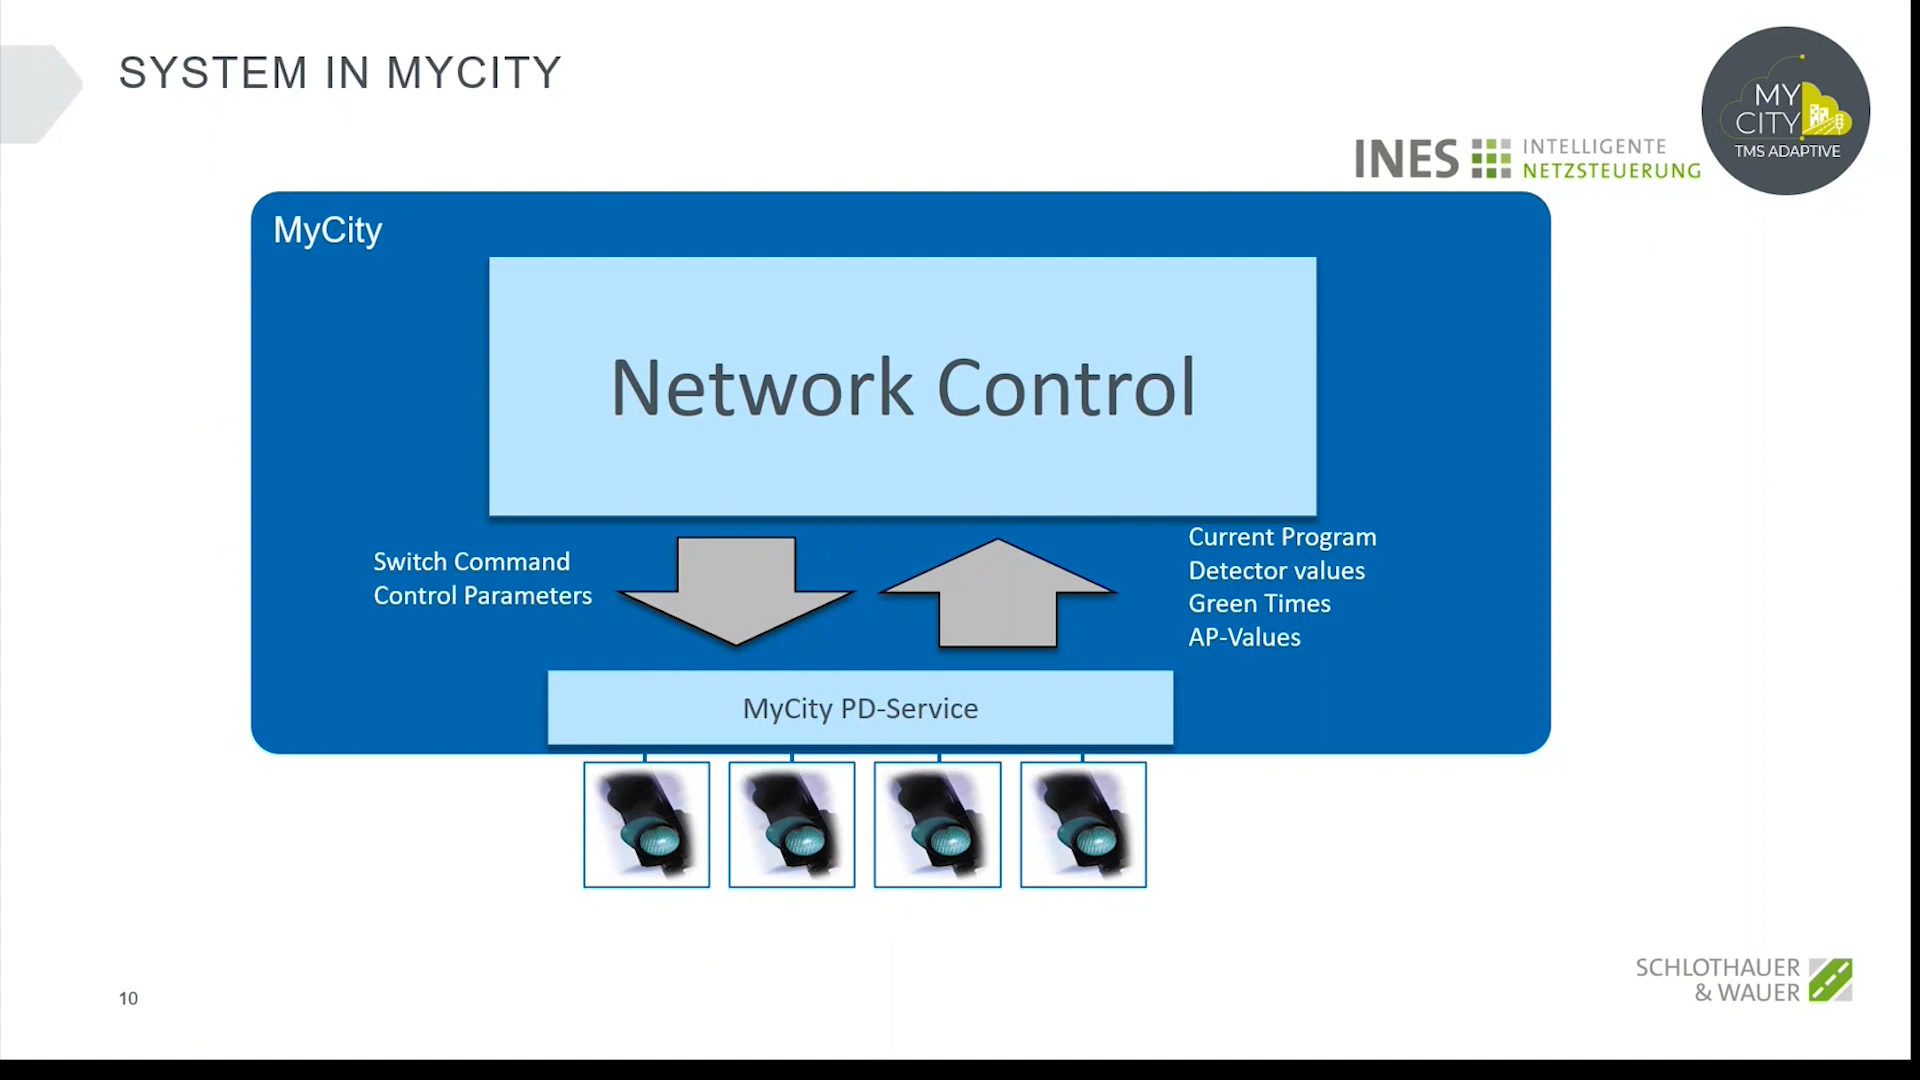 SYSTEM IN MYCITY
MY
CITY
TMS ADAPTIVE
INES INTELLIGENTE
NETZSTEUERUNG
MyCity
Network Control
Switch Command
Control Parameters
Current Program
Detector values
Green Times
AP-Values
MyCity PD-Service
10
SCHLOTHAUER
& WAUER